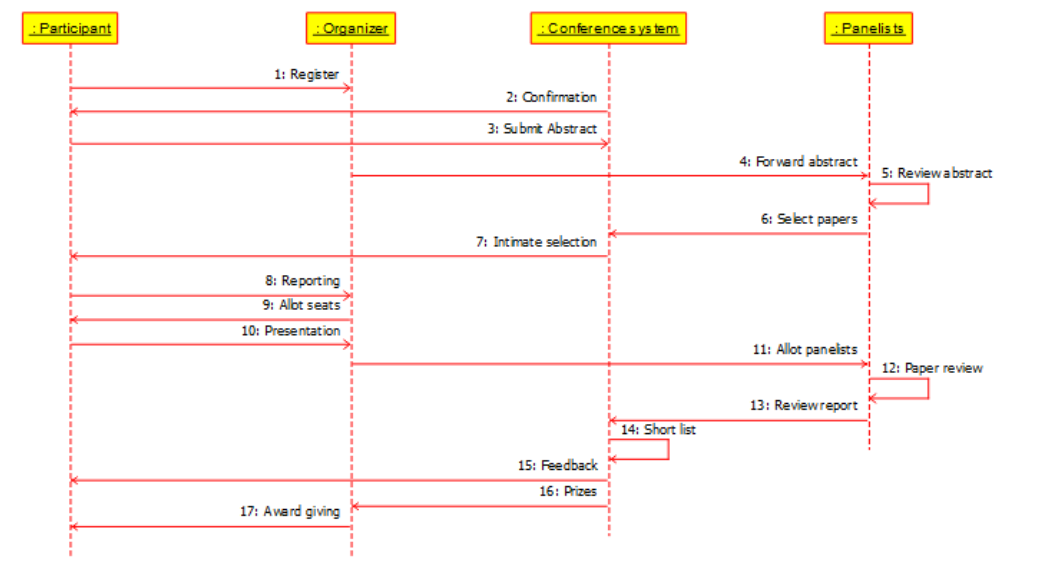 : Participant
: Organizer
: Conference system
: Panelists
1: Register
2: Confirmation
3: Submit Abstract
4: Forward abstract
5: Review abstract
6: Select papers
7: Intimate selection
8: Reporting
9: Allot seats
10: Presentation
11: Allot panelists
12: Paper review
13: Review report
14: Short list
15: Feedback
16: Prizes
17: Award giving